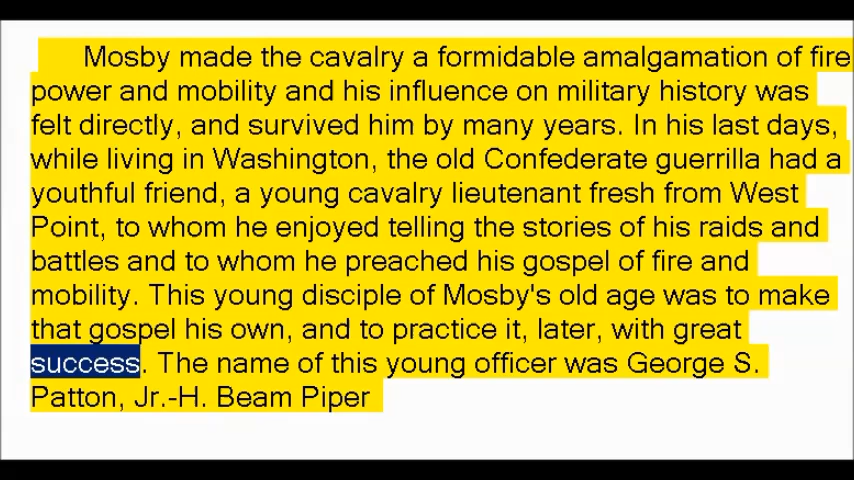 Mosby made the cavalry a formidable amalgamation of fire
power and mobility and his influence on military history was
felt directly, and survived him by many years. In his last days,
while living in Washington, the old Confederate guerrilla had a
youthful friend, a young cavalry lieutenant fresh from West
Point, to whom he enjoyed telling the stories of his raids and
battles and to whom he preached his gospel of fire and
mobility. This young disciple of Mosby's old age was to make
that gospel his own, and to practice it, later, with great
success. The name of this young officer was George S.
Patton, Jr.-H. Beam Piper